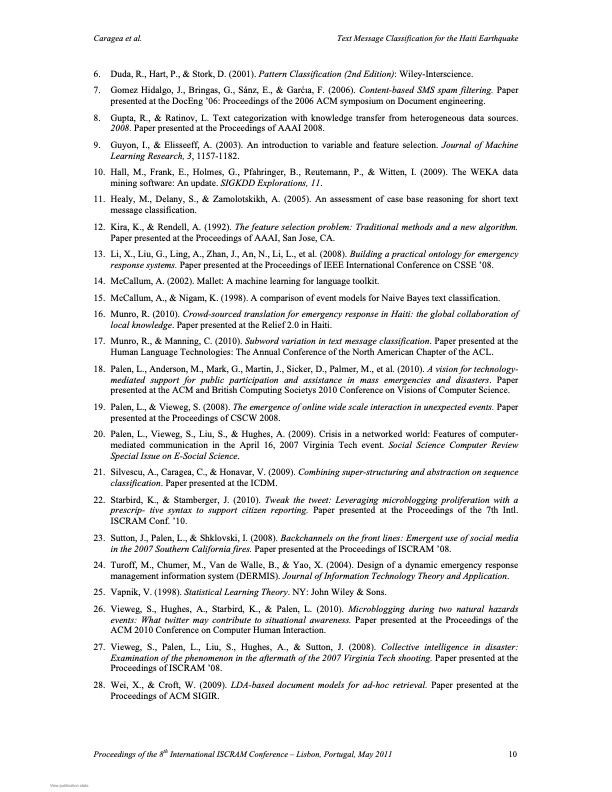 Caragea et al. Text Message Classification for the Haiti Earthquake
6. Duda, R., Hart, P., & Stork, D. (2001). Pattern Classification (2nd Edition): Wiley-Interscience.
7. Gomez Hidalgo, J., Bringas, G., Sánz, E., & Garcıa, F. (2006). Content-based SMS spam filtering. Paper
presented at the DocEng ’06: Proceedings of the 2006 ACM symposium on Document engineering.
8. Gupta, R., & Ratinov, L. Text categorization with knowledge transfer from heterogeneous data sources.
2008. Paper presented at the Proceedings of AAAI 2008.
9. Guyon, I., & Elisseeff, A. (2003). An introduction to variable and feature selection. Journal of Machine
Learning Research, 3, 1157-1182.
10. Hall, M., Frank, E., Holmes, G., Pfahringer, B., Reutemann, P., & Witten, I. (2009). The WEKA data
mining software: An update. SIGKDD Explorations, 11.
11. Healy, M., Delany, S., & Zamolotskikh, A. (2005). An assessment of case base reasoning for short text
message classification.
12. Kira, K., & Rendell, A. (1992). The feature selection problem: Traditional methods and a new algorithm.
Paper presented at the Proceedings of AAAI, San Jose, CA.
13. Li, X., Liu, G., Ling, A., Zhan, J., An, N., Li, L., et al. (2008). Building a practical ontology for emergency
response systems. Paper presented at the Proceedings of IEEE International Conference on CSSE ’08.
14. McCallum, A. (2002). Mallet: A machine learning for language toolkit.
15. McCallum, A., & Nigam, K. (1998). A comparison of event models for Naive Bayes text classification.
16. Munro, R. (2010). Crowd-sourced translation for emergency response in Haiti: the global collaboration of
local knowledge. Paper presented at the Relief 2.0 in Haiti.
17. Munro, R., & Manning, C. (2010). Subword variation in text message classification. Paper presented at the
Human Language Technologies: The Annual Conference of the North American Chapter of the ACL.
18. Palen, L., Anderson, M., Mark, G., Martin, J., Sicker, D., Palmer, M., et al. (2010). A vision for technology-
mediated support for public participation and assistance in mass emergencies and disasters. Paper
presented at the ACM and British Computing Societys 2010 Conference on Visions of Computer Science.
19. Palen, L., & Vieweg, S. (2008). The emergence of online wide scale interaction in unexpected events. Paper
presented at the Proceedings of CSCW 2008.
20. Palen, L., Vieweg, S., Liu, S., & Hughes, A. (2009). Crisis in a networked world: Features of computer-
mediated communication in the April 16, 2007 Virginia Tech event. Social Science Computer Review
Special Issue on E-Social Science.
21. Silvescu, A., Caragea, C., & Honavar, V. (2009). Combining super-structuring and abstraction on sequence
classification. Paper presented at the ICDM.
22. Starbird, K., & Stamberger, J. (2010). Tweak the tweet: Leveraging microblogging proliferation with a
prescrip- tive syntax to support citizen reporting. Paper presented at the Proceedings of the 7th Intl.
ISCRAM Conf. ’10.
23. Sutton, J., Palen, L., & Shklovski, I. (2008). Backchannels on the front lines: Emergent use of social media
in the 2007 Southern California fires. Paper presented at the Proceedings of ISCRAM ’08.
24. Turoff, M., Chumer, M., Van de Walle, B., & Yao, X. (2004). Design of a dynamic emergency response
management information system (DERMIS). Journal of Information Technology Theory and Application.
25. Vapnik, V. (1998). Statistical Learning Theory. NY: John Wiley & Sons.
26. Vieweg, S., Hughes, A., Starbird, K., & Palen, L. (2010). Microblogging during two natural hazards
events: What twitter may contribute to situational awareness. Paper presented at the Proceedings of the
ACM 2010 Conference on Computer Human Interaction.
27. Vieweg, S., Palen, L., Liu, S., Hughes, A., & Sutton, J. (2008). Collective intelligence in disaster:
Examination of the phenomenon in the aftermath of the 2007 Virginia Tech shooting. Paper presented at the
Proceedings of ISCRAM ’08.
28. Wei, X., & Croft, W. (2009). LDA-based document models for ad-hoc retrieval. Paper presented at the
Proceedings of ACM SIGIR.
Proceedings of the 8th International ISCRAM Conference – Lisbon, Portugal, May 2011 10
View publication stats